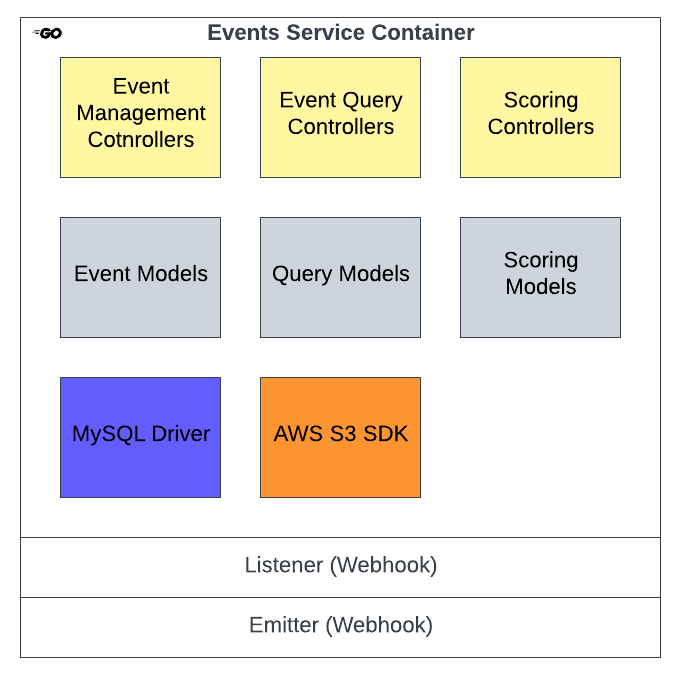 GO
Events Service Container
Event
Management
Cotnrollers
Event Query
Controllers
Scoring
Controllers
Event Models
Query Models
Scoring
Models
MySQL Driver
AWS S3 SDK
Listener (Webhook)
Emitter (Webhook)